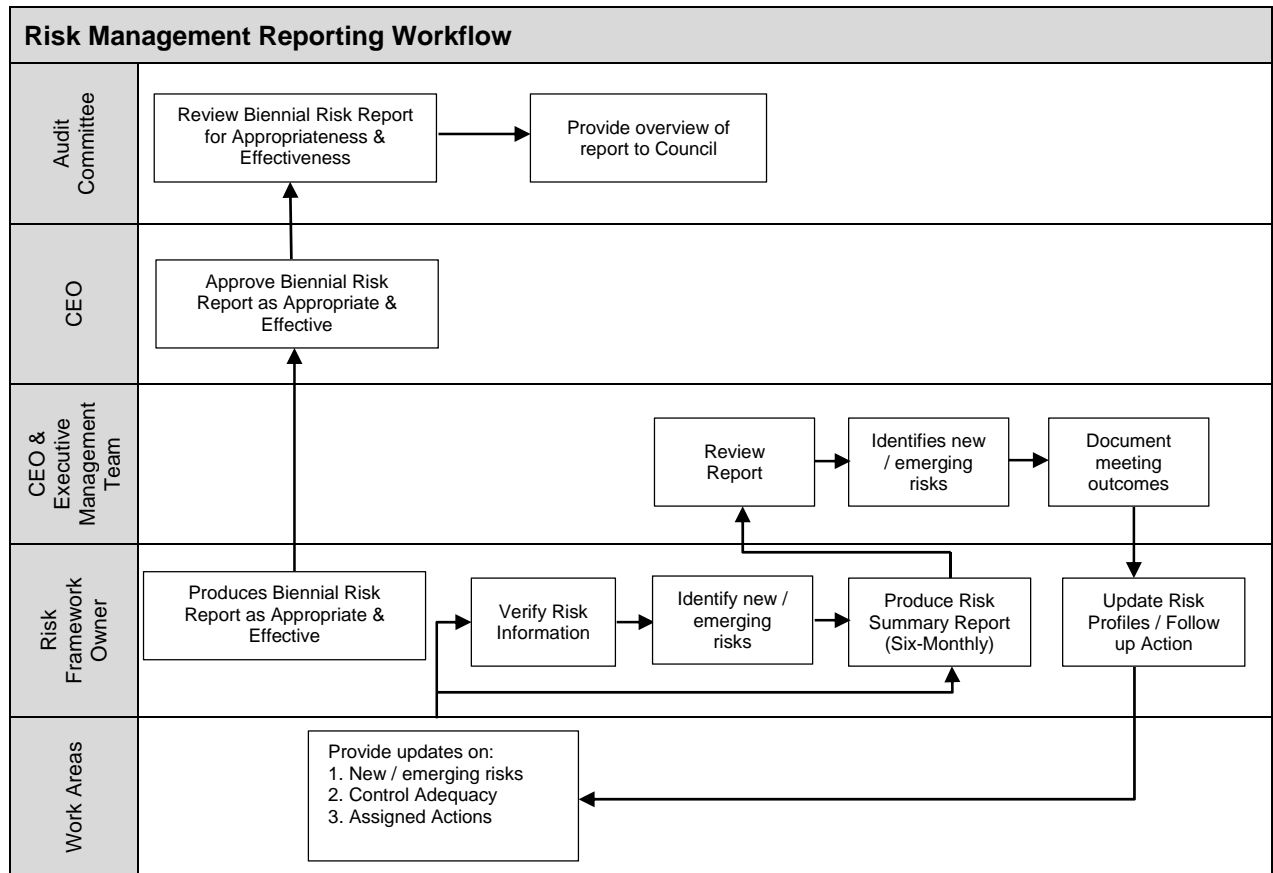 Risk Management Reporting Workflow
Audit
Committee
Review Biennial Risk Report
for Appropriateness &
Effectiveness
Provide overview of
report to Council
CEO
Approve Biennial Risk
Report as Appropriate &
Effective
CEO &
Executive
Management
Team
Review
Report
Identifies new
/ emerging
risks
Document
meeting
outcomes
Risk
Framework
Owner
Produces Biennial Risk
Report as Appropriate &
Effective
Verify Risk
Information
Identify new /
emerging
risks
Produce Risk
Summary Report
(Six-Monthly)
Update Risk
Profiles / Follow
up Action
Work Areas
Provide updates on:
1. New / emerging risks
2. Control Adequacy
3. Assigned Actions